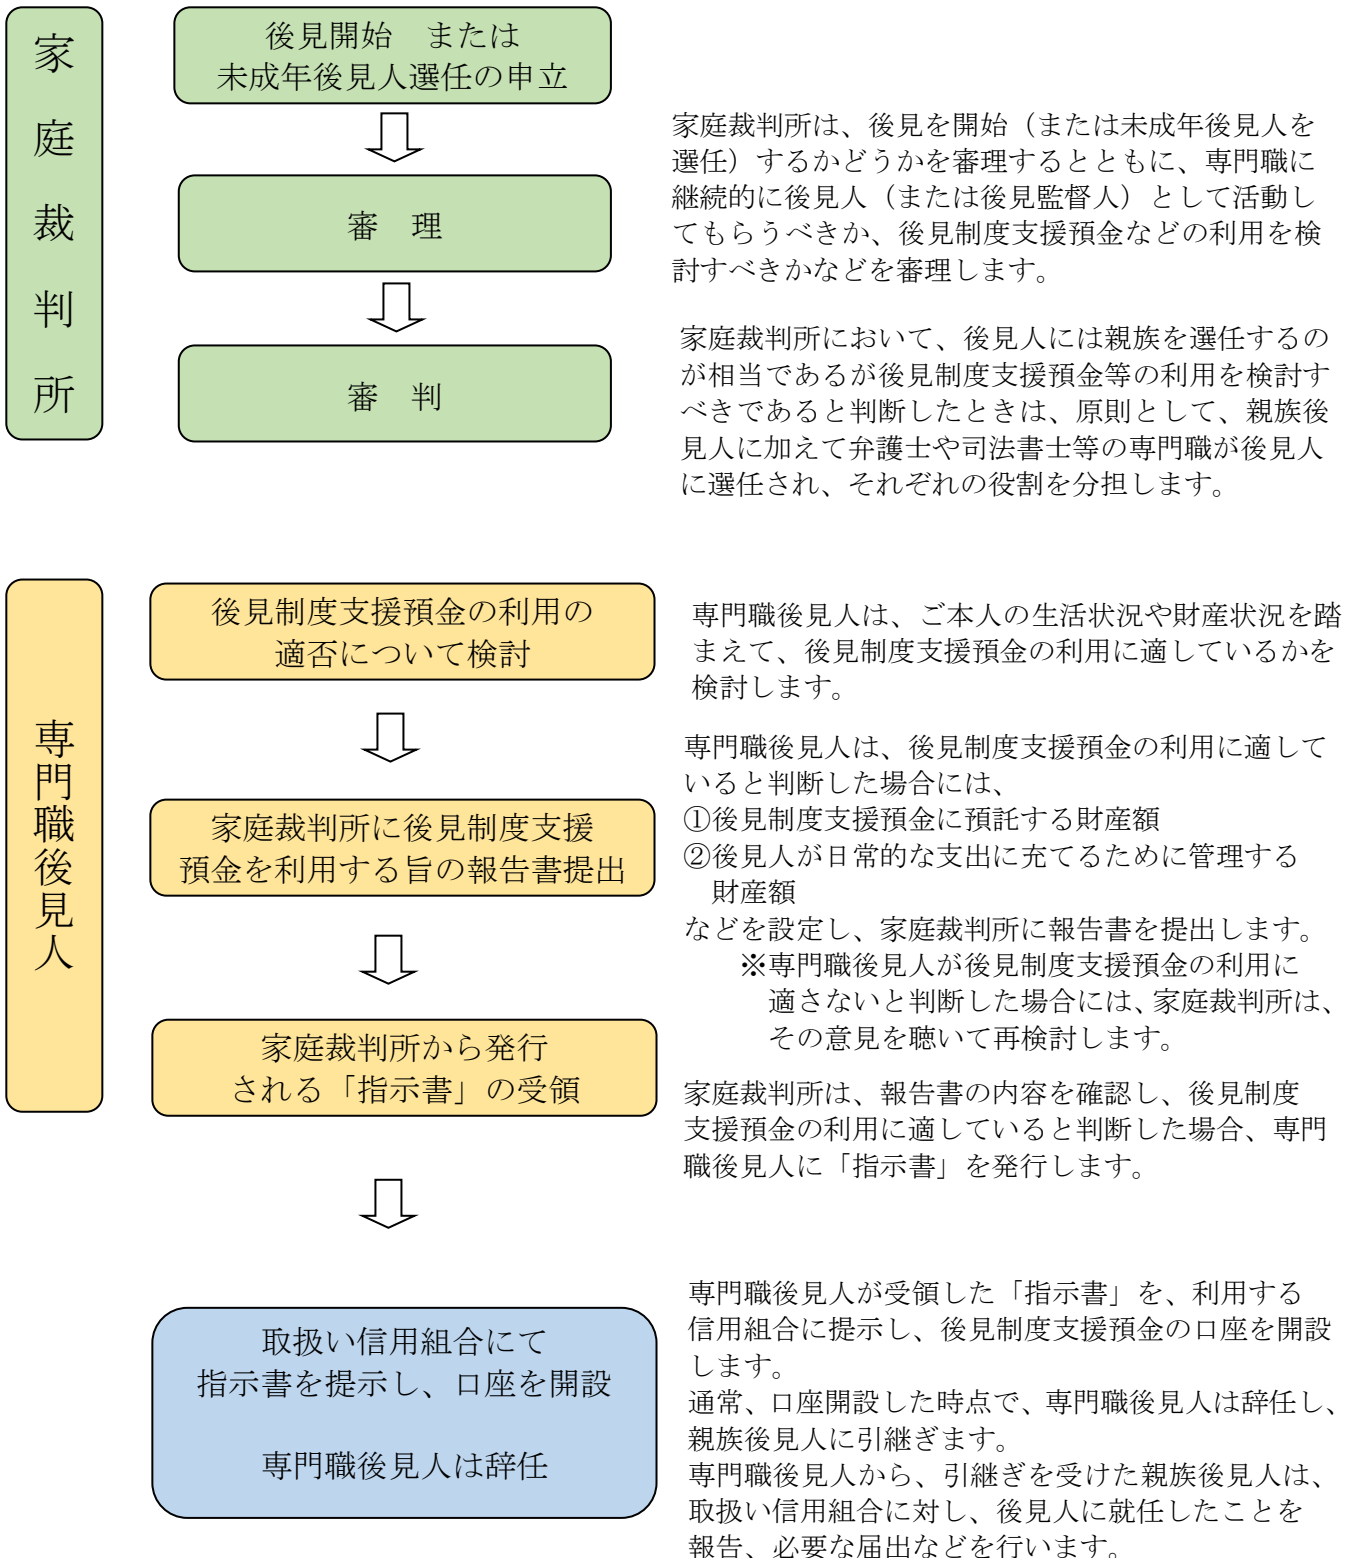 家庭裁判所
後見開始　または
未成年後見人選任の申立
家庭裁判所は、後見を開始（または未成年後見人を
選任）するかどうかを審理するとともに、専門職に
継続的に後見人（または後見監督人）として活動し
てもらうべきか、後見制度支援預金などの利用を検
討すべきかなどを審理します。
審　理
家庭裁判所において、後見人には親族を選任するの
が相当であるが後見制度支援預金等の利用を検討す
べきであると判断したときは、原則として、親族後
見人に加えて弁護士や司法書士等の専門職が後見人
に選任され、それぞれの役割を分担します。
審　判
専門職後見人
後見制度支援預金の利用の
適否について検討
専門職後見人は、ご本人の生活状況や財産状況を踏
まえて、後見制度支援預金の利用に適しているかを
検討します。
家庭裁判所に後見制度支援
預金を利用する旨の報告書提出
専門職後見人は、後見制度支援預金の利用に適して
いると判断した場合には、
①後見制度支援預金に預託する財産額
②後見人が日常的な支出に充てるために管理する
財産額
などを設定し、家庭裁判所に報告書を提出します。
※専門職後見人が後見制度支援預金の利用に
適さないと判断した場合には、家庭裁判所は、
その意見を聴いて再検討します。
家庭裁判所から発行
される「指示書」の受領
家庭裁判所は、報告書の内容を確認し、後見制度
支援預金の利用に適していると判断した場合、専門
職後見人に「指示書」を発行します。
取扱い信用組合にて
指示書を提示し、口座を開設
専門職後見人は辞任
専門職後見人が受領した「指示書」を、利用する
信用組合に提示し、後見制度支援預金の口座を開設
します。
通常、口座開設した時点で、専門職後見人は辞任し、
親族後見人に引継ぎます。
専門職後見人から、引継ぎを受けた親族後見人は、
取扱い信用組合に対し、後見人に就任したことを
報告、必要な届出などを行います。